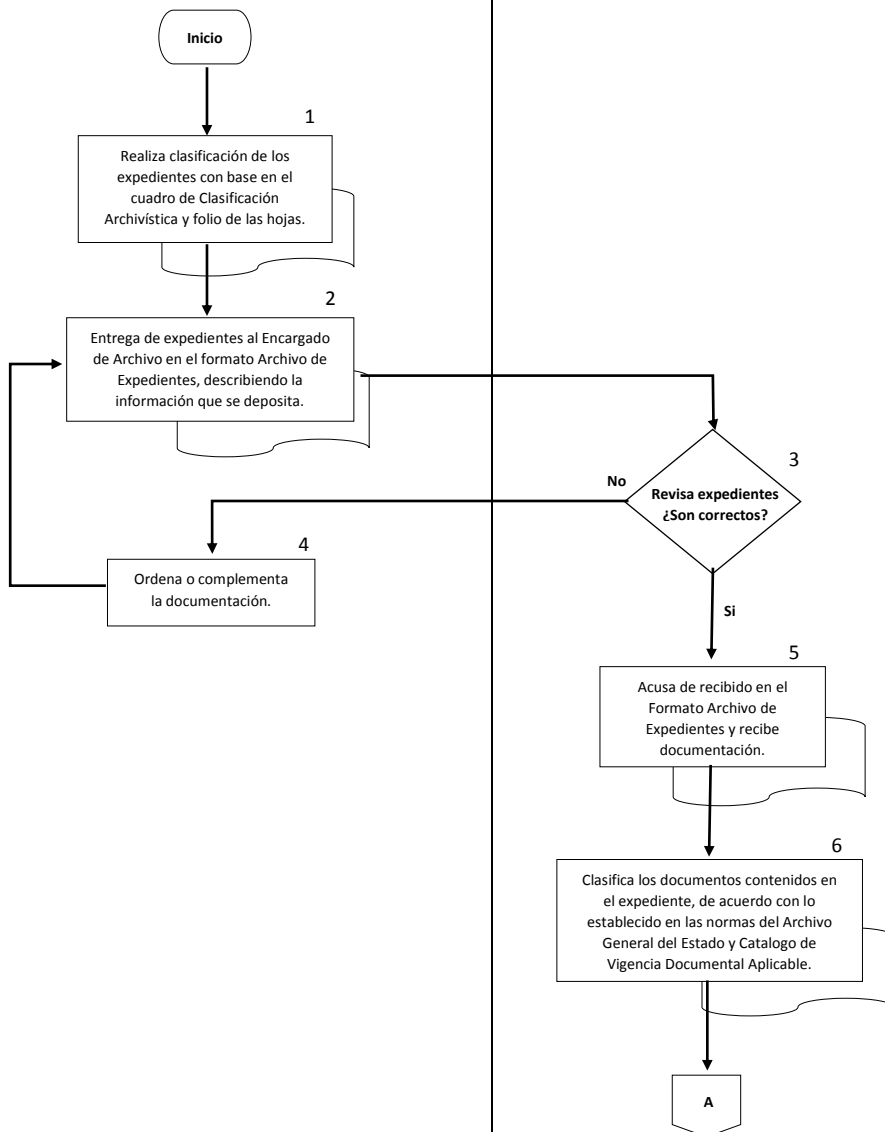 Inicio
1
Realiza clasificación de los
expedientes con base en el
cuadro de Clasificación
Archivística y folio de las hojas.
2
Entrega de expedientes al Encargado
de Archivo en el formato Archivo de
Expedientes, describiendo la
información que se deposita.
3
Revisa expedientes
¿Son correctos?
No
4
Ordena o complementa
la documentación.
Si
5
Acusa de recibido en el
Formato Archivo de
Expedientes y recibe
documentación.
6
Clasifica los documentos contenidos en
el expediente, de acuerdo con lo
establecido en las normas del Archivo
General del Estado y Catalogo de
Vigencia Documental Aplicable.
A